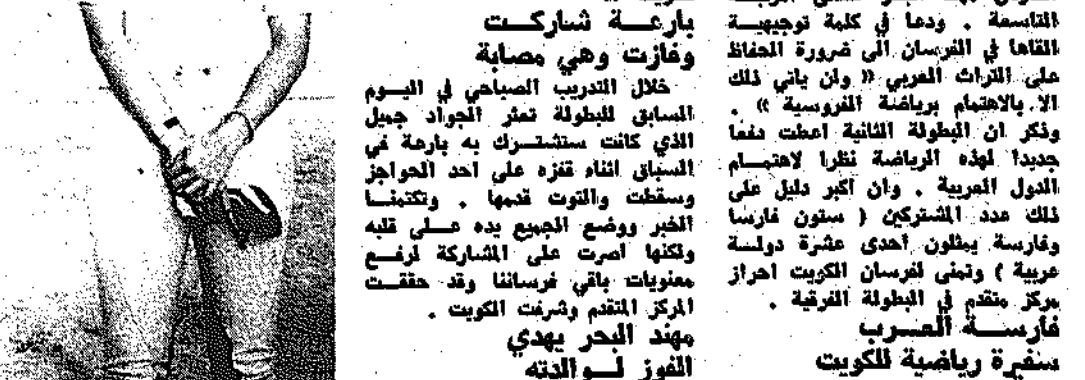 التاسعة . ودعا في كلمة توجيهية
القاها في الفرسان الى ضرورة الحفاظ
على التراث العربي (( ولن ياتي ذلك
الا بالاهتمام برياضة الفروسية )) .
وذكر ان البطولة الثانية اعطت دفعا
جديدا لهذه الرياضة نظرا لاهتمام
الدول العربية . وان اكبر دليل على
ذلك عدد المشتركين ( ستون فارسا
وفارسة يمثلون احدى عشرة دولة
عربية ) وتمنى لفرسان الكويت احراز
مركز متقدم في البطولة الفرقية .
فارسة العرب
سفيرة رياضية للكويت
بارعة شاركت
وفازت وهي مصابة
خلال التدريب الصباحي في اليوم
السابق للبطولة تعثر الجواد جميل
الذي كانت ستشترك به بارعة في
السباق اثناء قفزه على احد الحواجز
وسقطت والتوت قدمها . وتكتمنا
الخبر ووضع الجميع يده على قلبه
ولكنها اصرت على المشاركة لرفع
معنويات باقي فرساننا وقد حققت
المركز المتقدم وشرفت الكويت .
مهند البحر يهدي
الفوز لوالدته